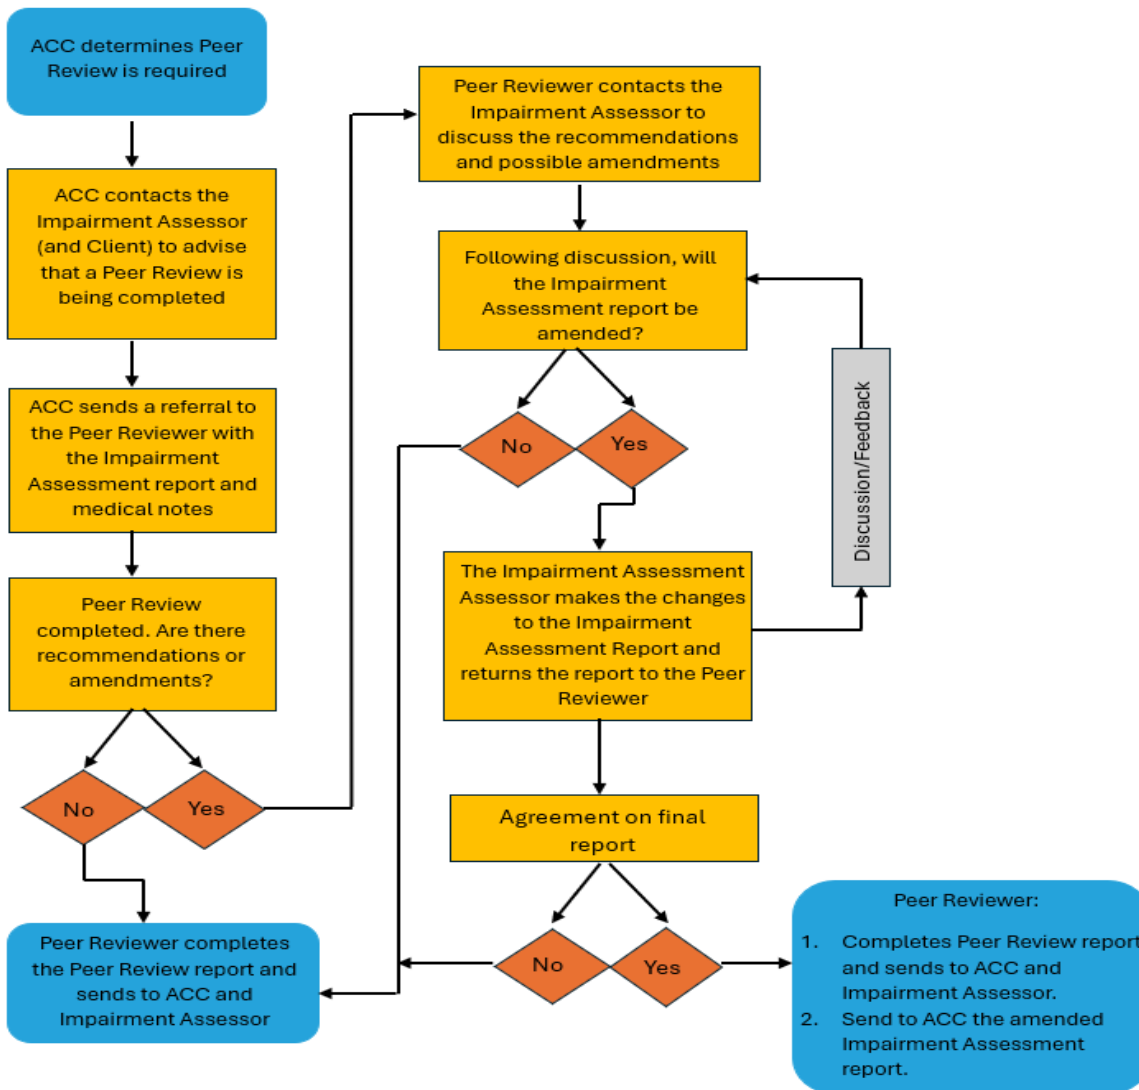 ACC determines Peer
Review is required
ACC contacts the
Impairment Assessor
(and Client) to advise
that a Peer Review is
being completed
ACC sends a referral to
the Peer Reviewer with
the Impairment
Assessment report and
medical notes
Peer Review
completed. Are there
recommendations or
amendments?
No
Yes
Peer Reviewer completes
the Peer Review report and
sends to ACC and
Impairment Assessor
Peer Reviewer contacts the
Impairment Assessor to
discuss the recommendations
and possible amendments
Following discussion, will
the Impairment
Assessment report be
amended?
No
Yes
Discussion/Feedback
The Impairment Assessment
Assessor makes the changes
to the Impairment
Assessment Report and
returns the report to the Peer
Reviewer
Agreement on final
report
No
Yes
Peer Reviewer:
1. Completes Peer Review report
and sends to ACC and
Impairment Assessor.
2. Send to ACC the amended
Impairment Assessment
report.